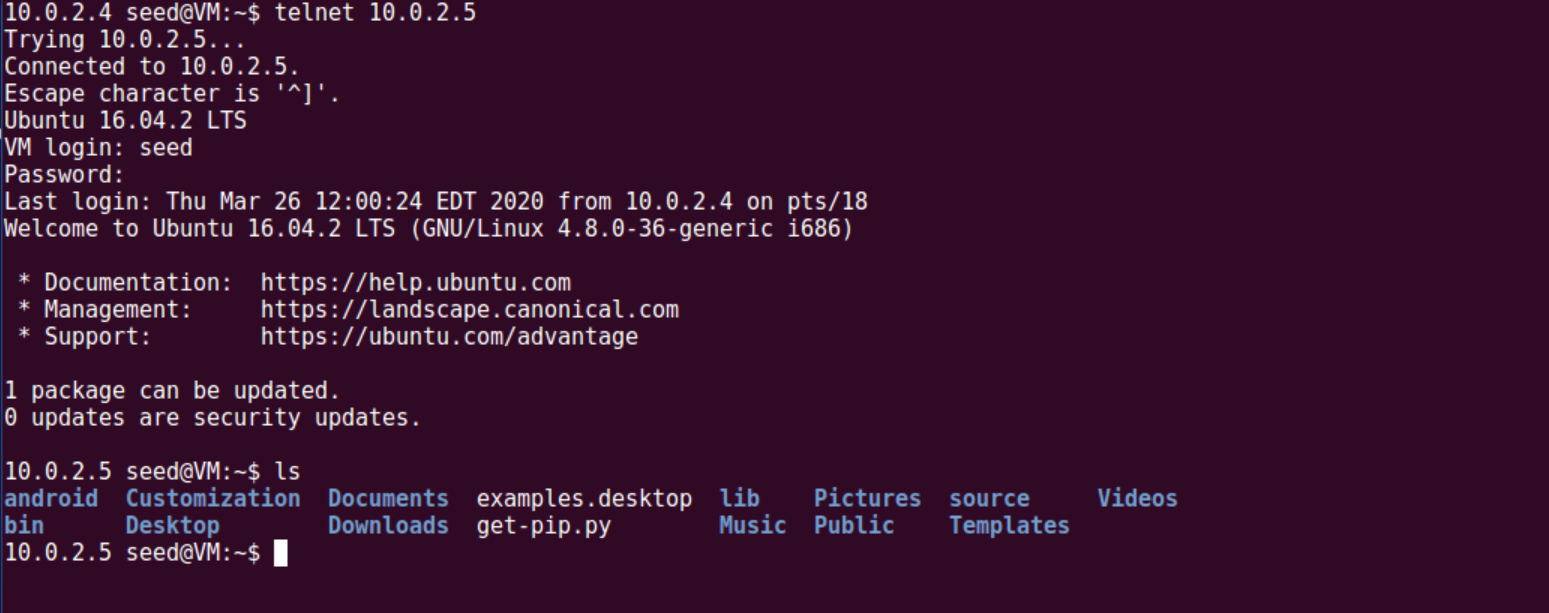 10.0.2.4 seed@VM:~$ telnet 10.0.2.5
Trying 10.0.2.5...
Connected to 10.0.2.5.
Escape character is '^]'.
Ubuntu 16.04.2 LTS
VM login: seed
Password:
Last login: Thu Mar 26 12:00:24 EDT 2020 from 10.0.2.4 on pts/18
Welcome to Ubuntu 16.04.2 LTS (GNU/Linux 4.8.0-36-generic i686)

 * Documentation:  https://help.ubuntu.com
 * Management:     https://landscape.canonical.com
 * Support:        https://ubuntu.com/advantage

1 package can be updated.
0 updates are security updates.

10.0.2.5 seed@VM:~$ ls
android  Customization  Documents  examples.desktop  lib    Pictures  source     Videos
bin      Desktop        Downloads  get-pip.py        Music  Public    Templates
10.0.2.5 seed@VM:~$